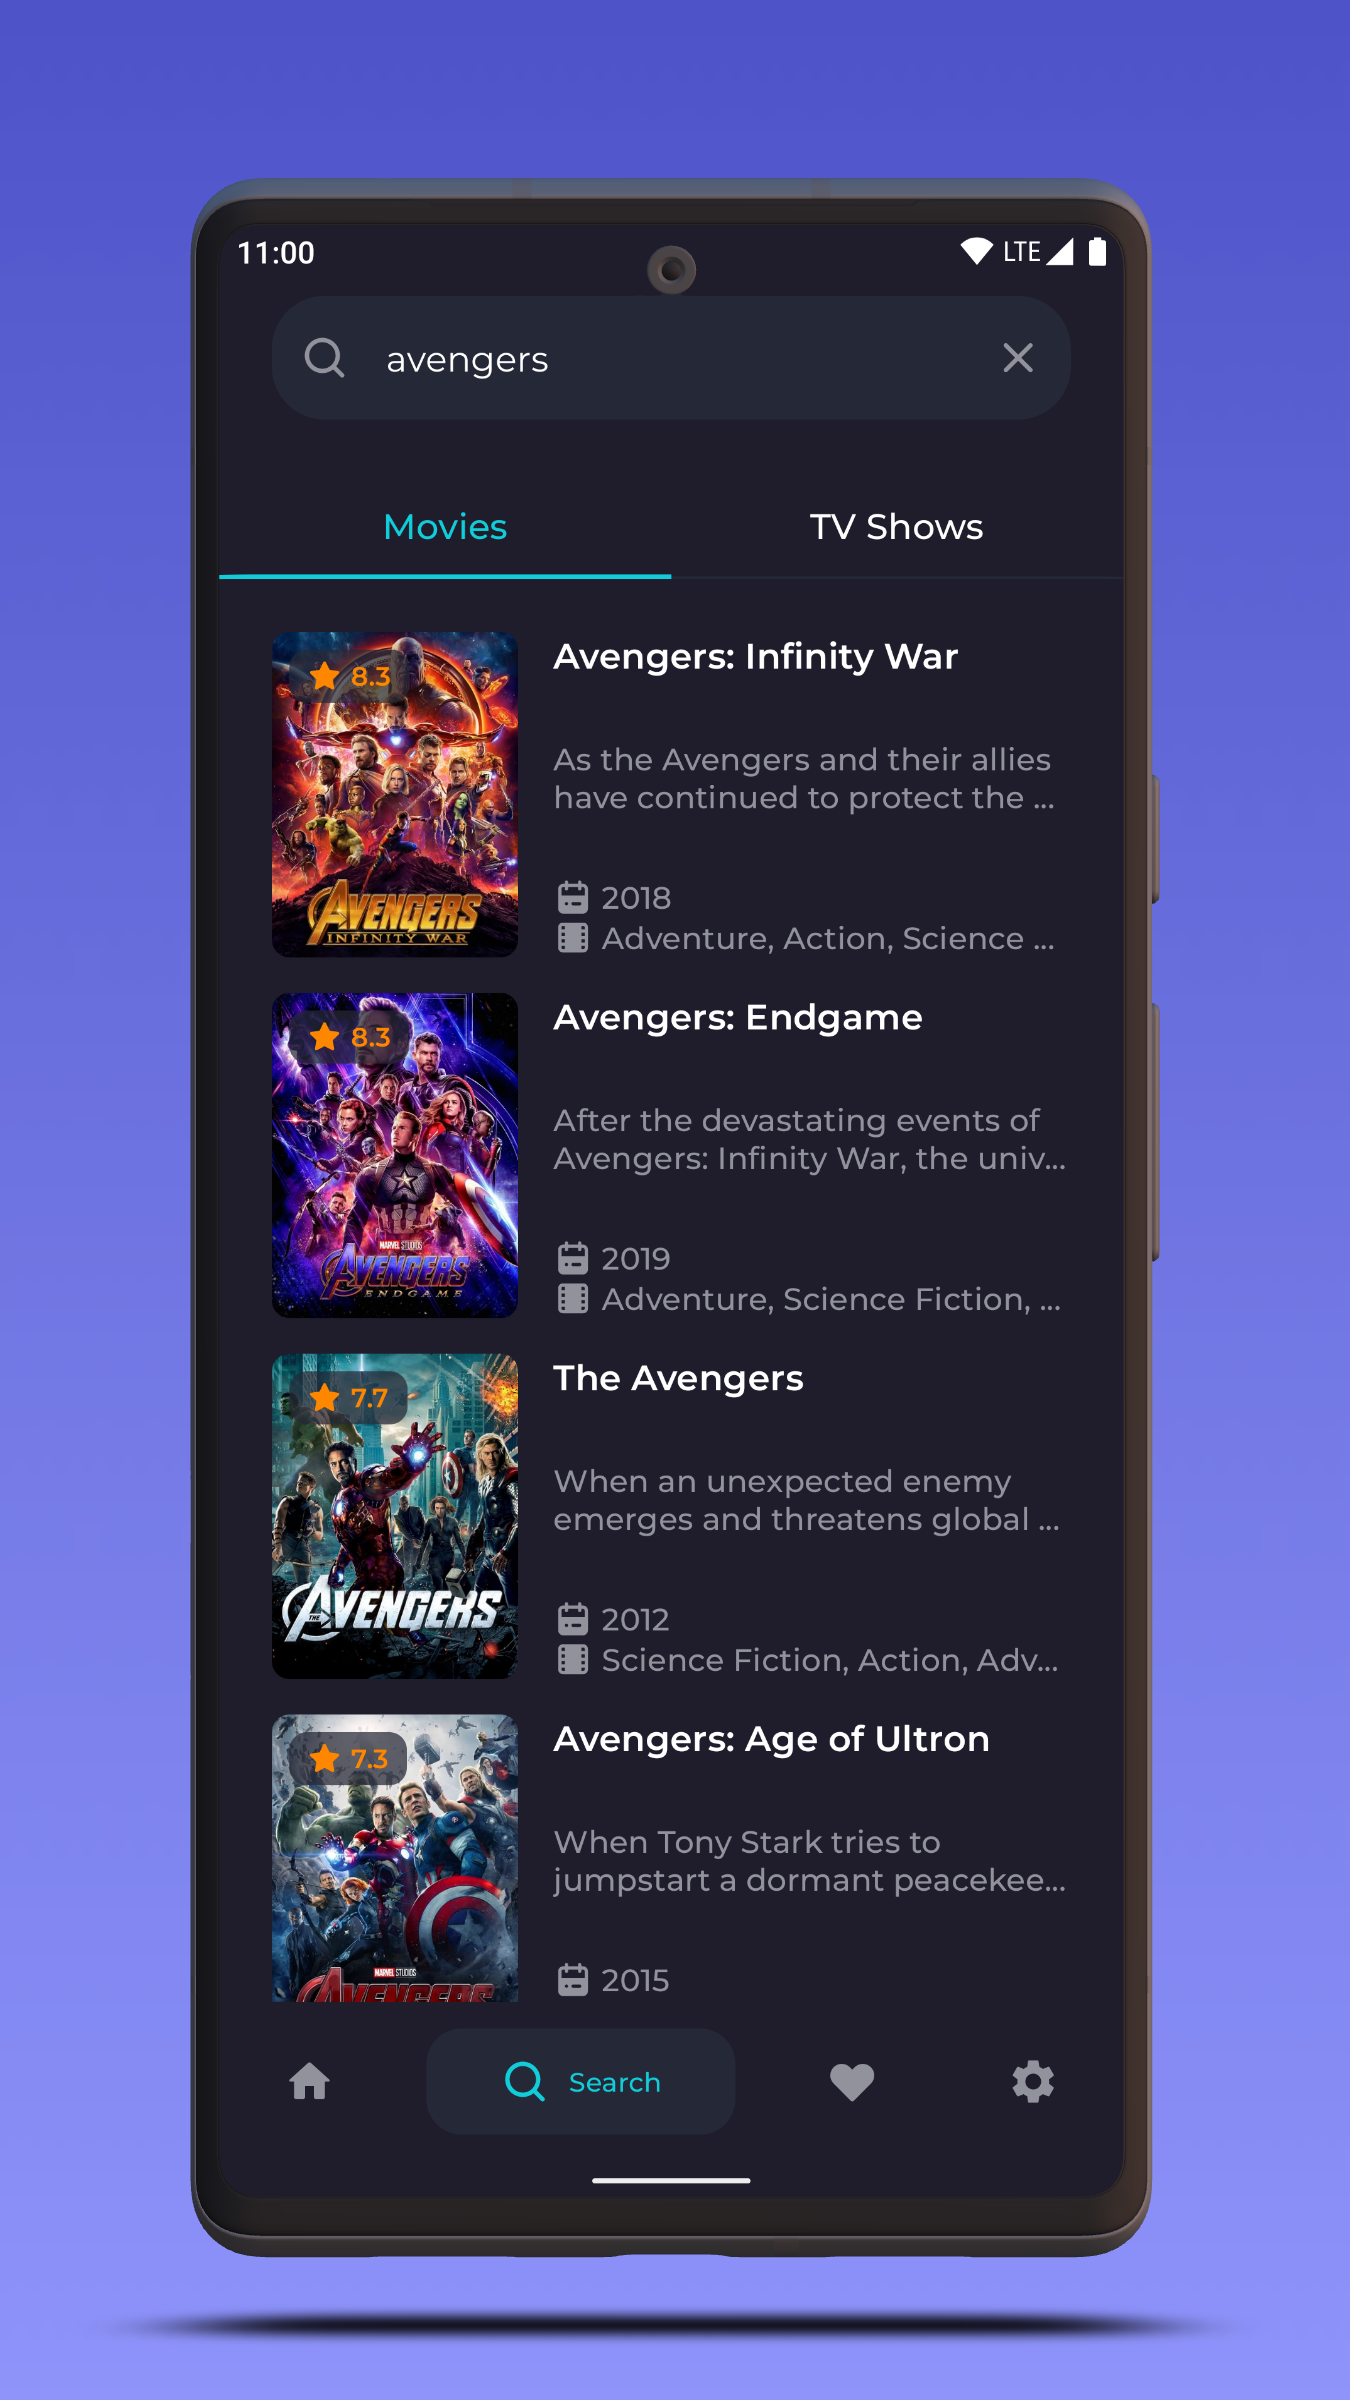 11:00
LTE
avengers
Movies
TV Shows
8.3
AVENGERS
INFINITY WAR
Avengers: Infinity War
As the Avengers and their allies
have continued to protect the ...
2018
Adventure, Action, Science ...
8.3
MARVEL STUDIOS
AVENGERS
ENDGAME
Avengers: Endgame
After the devastating events of
Avengers: Infinity War, the univ...
2019
Adventure, Science Fiction, ...
7.7
THE
AVENGERS
The Avengers
When an unexpected enemy
emerges and threatens global ...
2012
Science Fiction, Action, Adv...
7.3
MARVEL STUDIOS
AVENGERS
Avengers: Age of Ultron
When Tony Stark tries to
jumpstart a dormant peacekee...
2015
Search